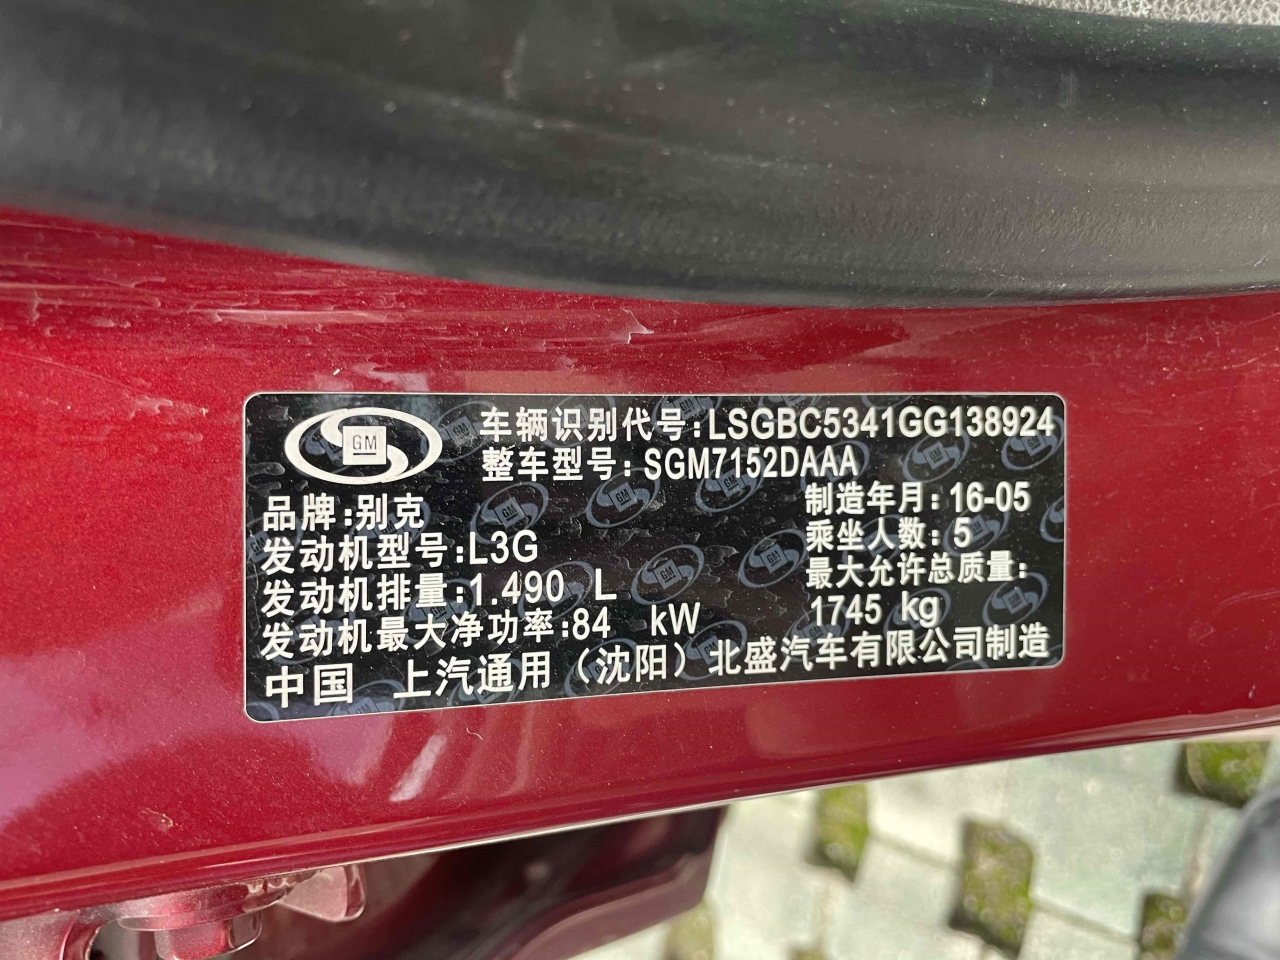 GM
车辆识别代号:LSGBC5341GG138924
整车型号: SGM7152DAAA
品牌:别克
制造年月: 16-05
发动机型号:L3G
乘坐人数: 5
发动机排量:1.490 L
最大允许总质量:
1745 kg
发动机最大净功率:84 kW
中国 上汽通用（沈阳）北盛汽车有限公司制造